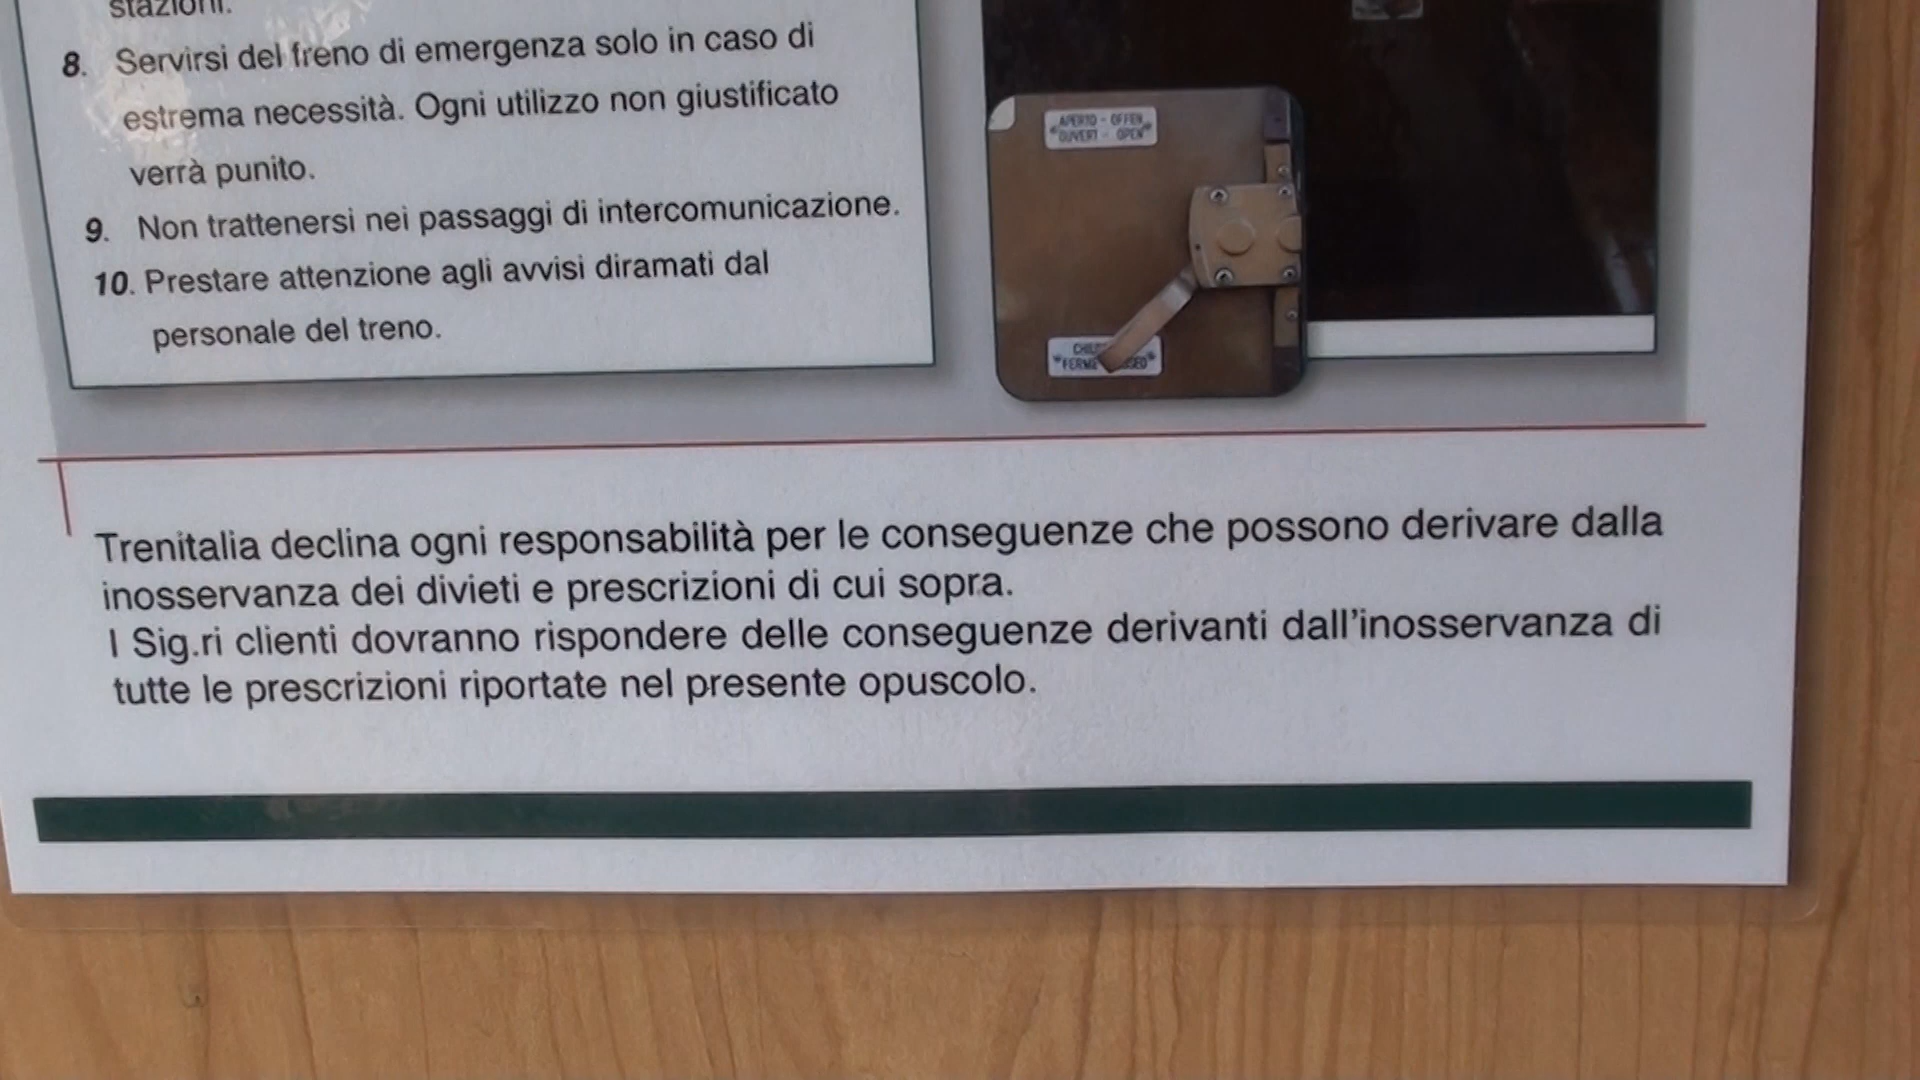 stazioni.
8. Servirsi del freno di emergenza solo in caso di
estrema necessità. Ogni utilizzo non giustificato
verrà punito.
9. Non trattenersi nei passaggi di intercomunicazione.
10. Prestare attenzione agli avvisi diramati dal
personale del treno.
APERTO - OFFEN
OUVERT - OPEN
Trenitalia declina ogni responsabilità per le conseguenze che possono derivare dalla
inosservanza dei divieti e prescrizioni di cui sopra.
I Sig.ri clienti dovranno rispondere delle conseguenze derivanti dall'inosservanza di
tutte le prescrizioni riportate nel presente opuscolo.